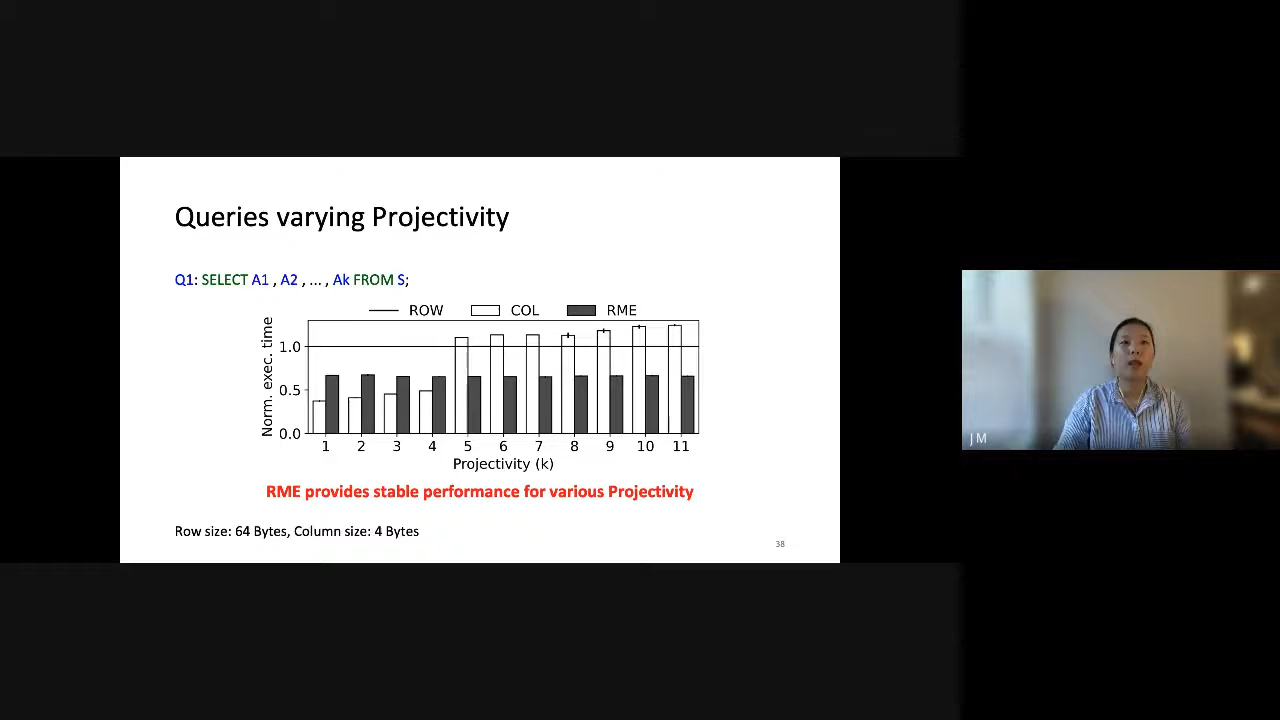 Queries varying Projectivity
Q1: SELECT A1 , A2 , ... , Ak FROM S;
ROW COL RME
Norm. exec. time
1.0
0.5
0.0
1 2 3 4 5 6 7 8 9 10 11
Projectivity (k)
RME provides stable performance for various Projectivity
Row size: 64 Bytes, Column size: 4 Bytes
38
J M